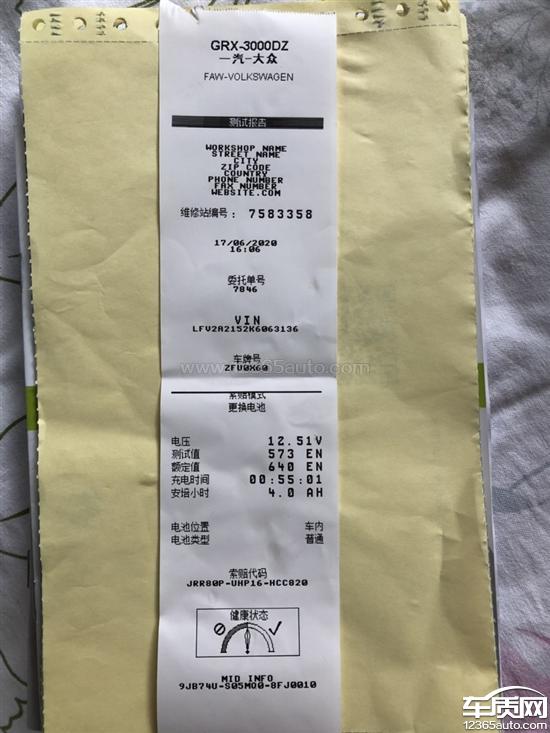 GRX-3000DZ
一汽-大众
FAW-VOLKSWAGEN
测试报告
WORKSHOP NAME
STREET NAME
CITY
ZIP CODE
COUNTRY
PHONE NUMBER
FAX NUMBER
WEBSITE.COM
维修站编号: 7583358
17/06/2020
16:06
委托单号
7846
VIN
LFV2A2152K6063136
车牌号
ZFU0X60
www.12365auto.com
索赔模式
更换电池
电压 12.51V
测试值 573 EN
额定值 640 EN
充电时间 00:55:01
安培小时 4.0 AH
电池位置 车内
电池类型 普通
索赔代码
JRR80P-UHP16-HCC820
健康状态
MID INFO
9JB74U-S05MO0-8FJ0010
车质网
12365auto.com